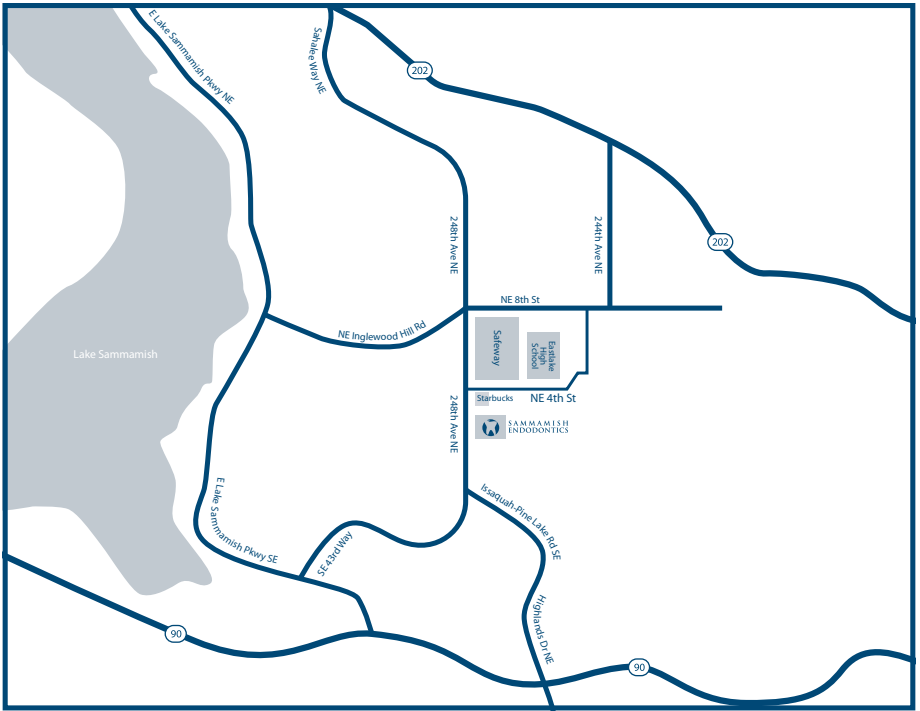 E Lake Sammamish Pkwy NE
Sahalee Way NE
202
248th Ave NE
244th Ave NE
202
NE 8th St
NE Inglewood Hill Rd
Safeway
Eastlake
High
School
Lake Sammamish
Starbucks
NE 4th St
248th Ave NE
SAMMAMISH
ENDODONTICS
E Lake Sammamish Pkwy SE
Issaquah-Pine Lake Rd SE
SE 43rd Way
Highlands Dr NE
90
90